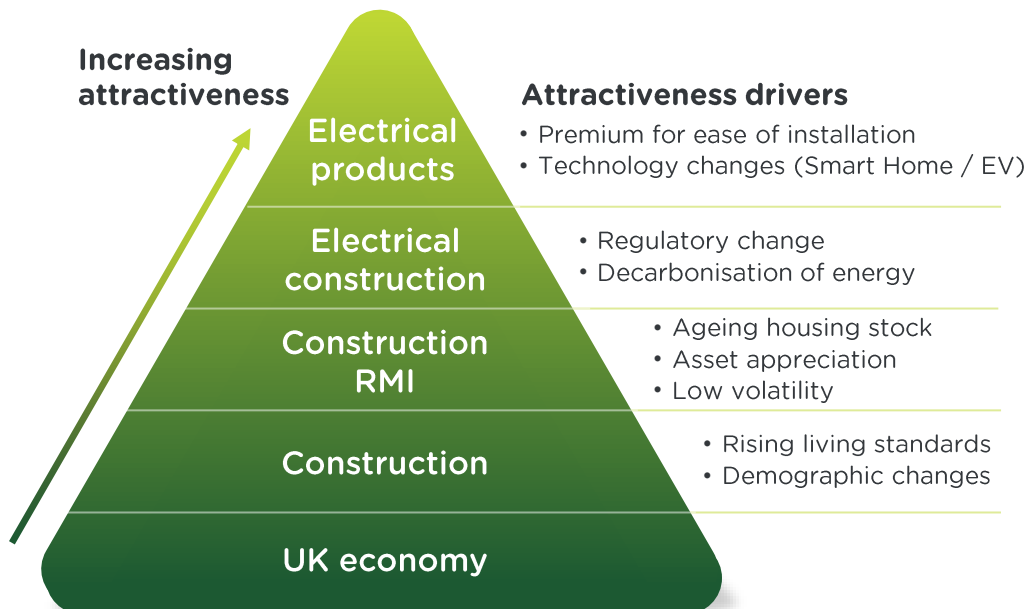 Increasing
attractiveness
Attractiveness drivers
Electrical
products
• Premium for ease of installation
• Technology changes (Smart Home / EV)
Electrical
construction
• Regulatory change
• Decarbonisation of energy
Construction
RMI
• Ageing housing stock
• Asset appreciation
• Low volatility
Construction
• Rising living standards
• Demographic changes
UK economy